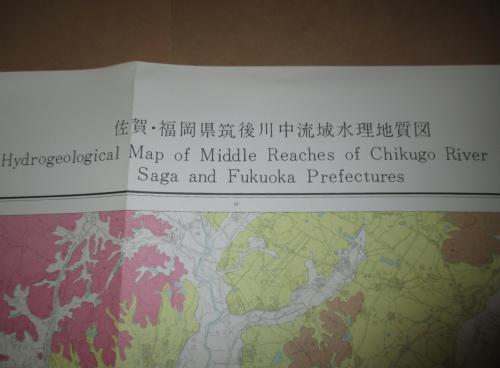 佐賀・福岡県筑後川中流域水理地質図
Hydrogeological Map of Middle Reaches of Chikugo River
Saga and Fukuoka Prefectures